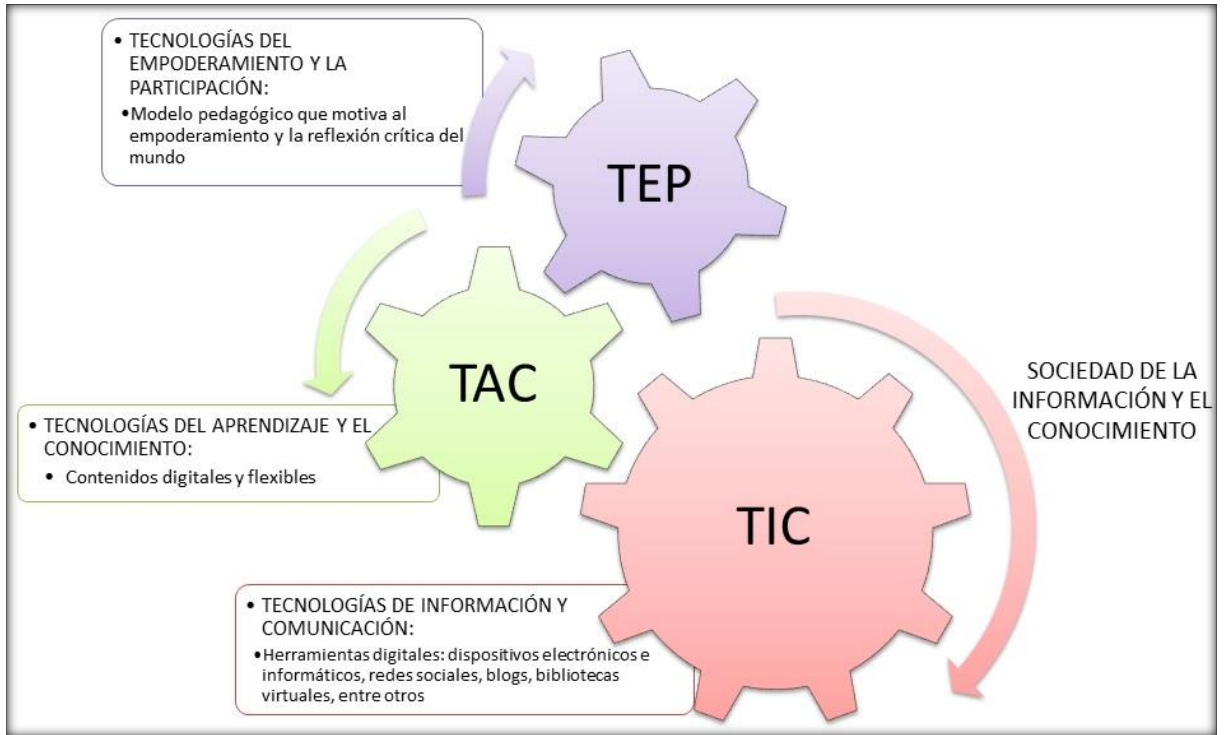 • TECNOLOGÍAS DEL
EMPODERAMIENTO Y LA
PARTICIPACIÓN:
•Modelo pedagógico que motiva al
empoderamiento y la reflexión crítica del
mundo
TEP
TAC
• TECNOLOGÍAS DEL APRENDIZAJE Y EL
CONOCIMIENTO:
• Contenidos digitales y flexibles
SOCIEDAD DE LA
INFORMACIÓN Y EL
CONOCIMIENTO
TIC
• TECNOLOGÍAS DE INFORMACIÓN Y
COMUNICACIÓN:
•Herramientas digitales: dispositivos electrónicos e
informáticos, redes sociales, blogs, bibliotecas
virtuales, entre otros